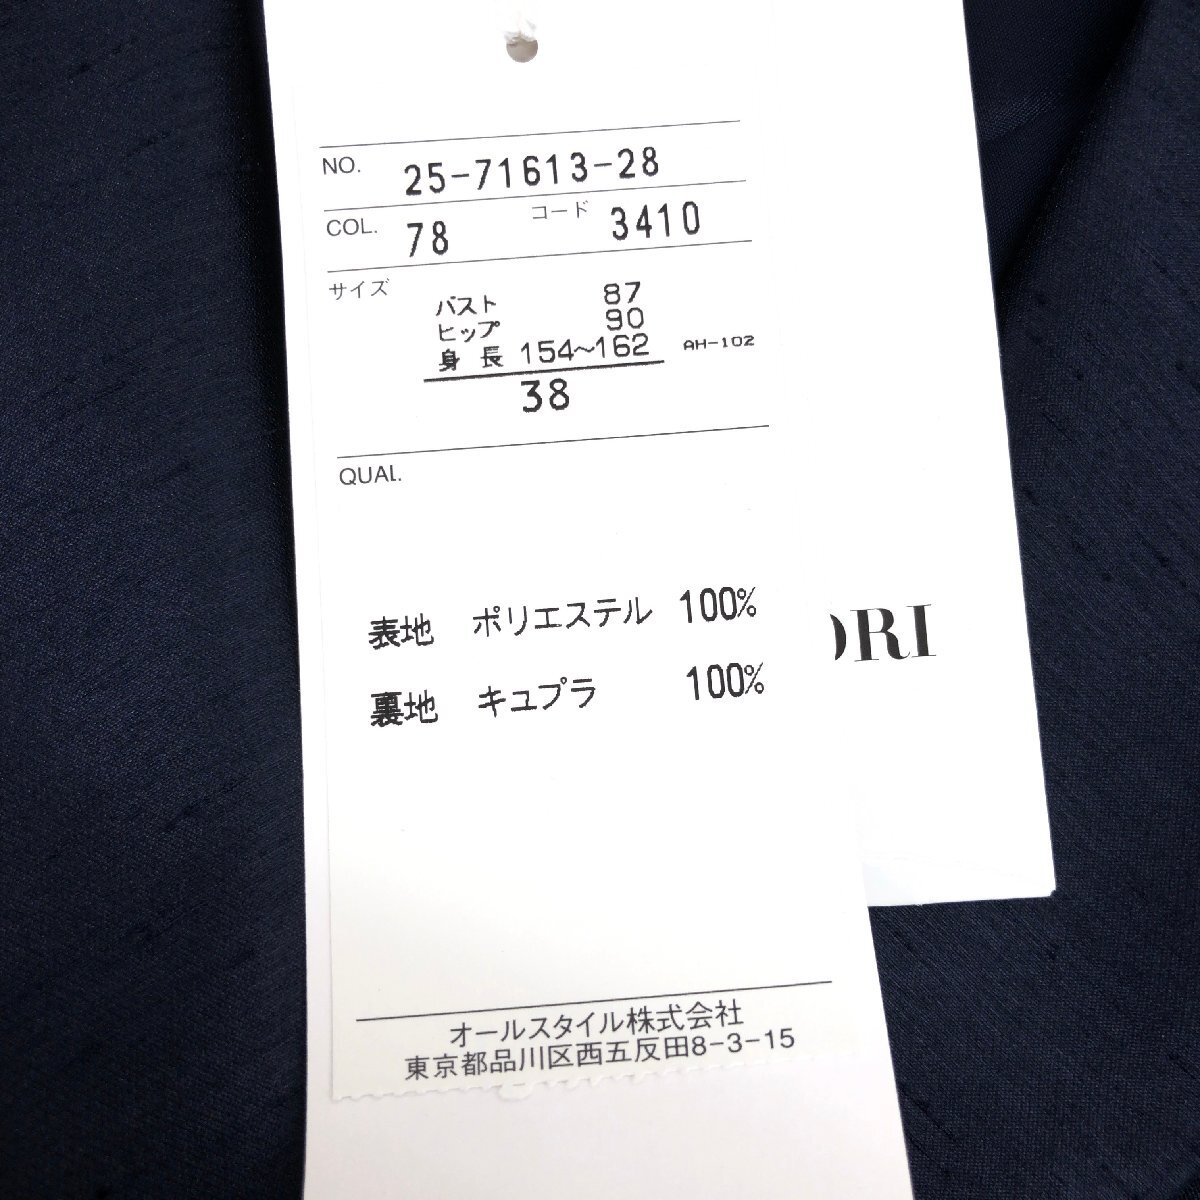 NO. 25-71613-28
COL. 78 コード 3410
サイズ
バスト 87
ヒップ 90
身長 154~162 AH-102
38
QUAL.
表地 ポリエステル 100%
裏地 キュプラ 100%
ORI
オールスタイル株式会社
東京都品川区西五反田8-3-15